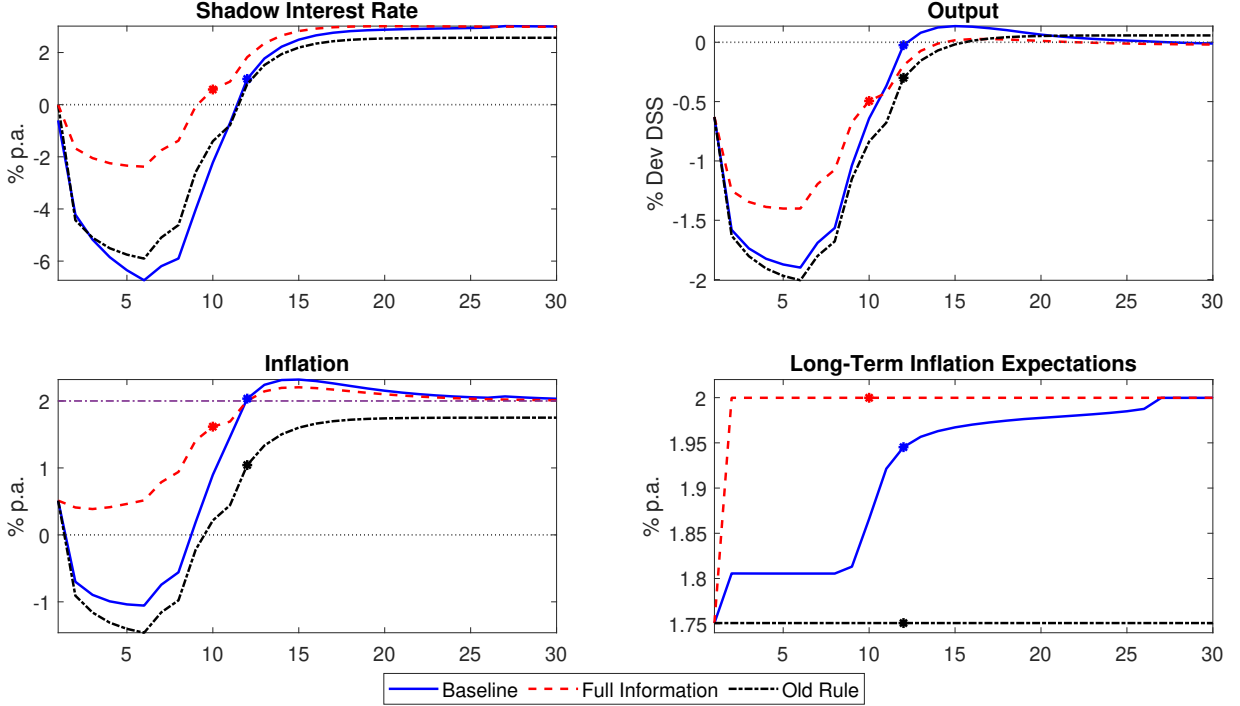 Shadow Interest Rate
% p.a.
2
0
-2
-4
-6
5 10 15 20 25 30
Output
% Dev DSS
0
-0.5
-1
-1.5
-2
5 10 15 20 25 30
Inflation
% p.a.
2
1
0
-1
5 10 15 20 25 30
Long-Term Inflation Expectations
% p.a.
2
1.95
1.9
1.85
1.8
1.75
5 10 15 20 25 30
Baseline Full Information Old Rule